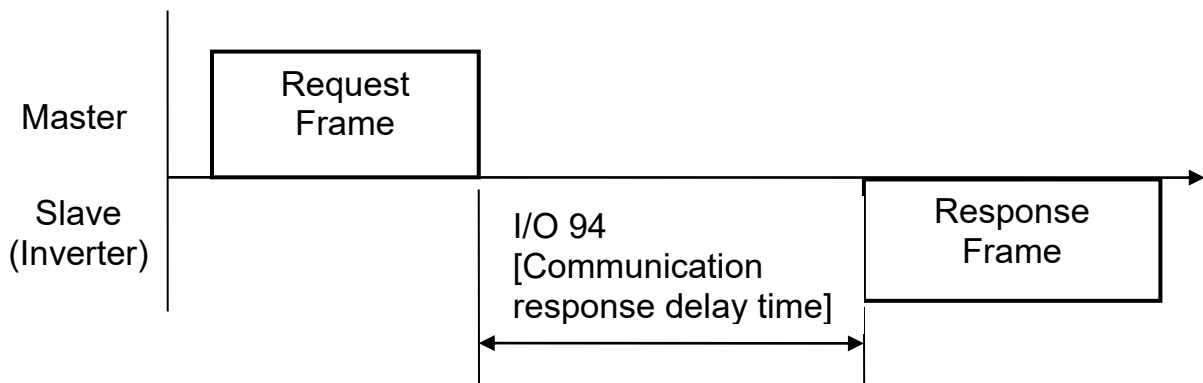 Request
Frame
Master
Slave
(Inverter)
I/O 94
[Communication
response delay time]
Response
Frame